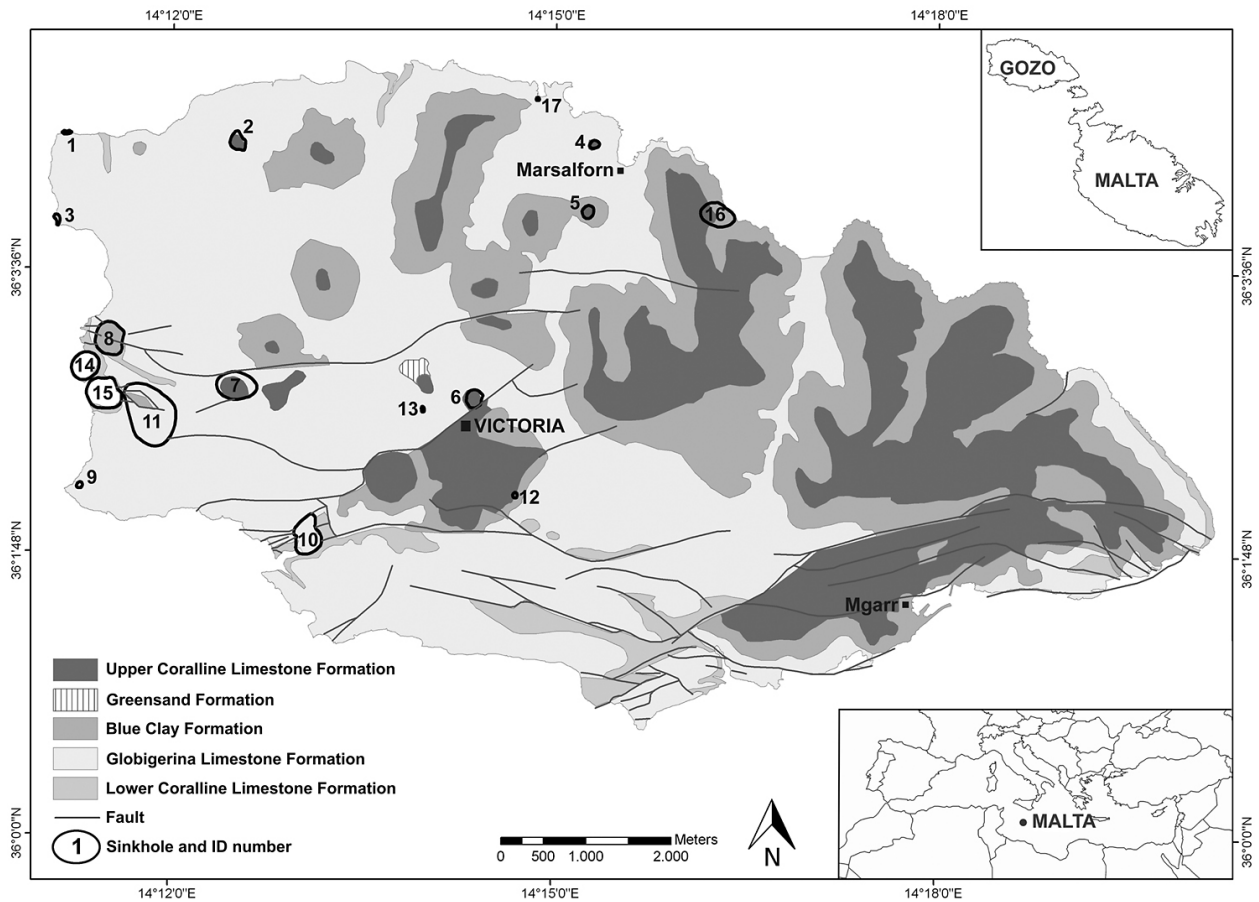 14°12'0"E
14°15'0"E
14°18'0"E
GOZO
MALTA
17
2
1
4
Marsalforn
5
16
3
36°3'36"N
36°3'36"N
8
14
7
15
6
11
13
VICTORIA
9
12
10
36°1'48"N
36°1'48"N
Mgarr
Upper Coralline Limestone Formation
Greensand Formation
Blue Clay Formation
Globigerina Limestone Formation
Lower Coralline Limestone Formation
Fault
1 Sinkhole and ID number
Meters
0 500 1.000 2.000
N
MALTA
36°0'0"N
36°0'0"N
14°12'0"E
14°15'0"E
14°18'0"E